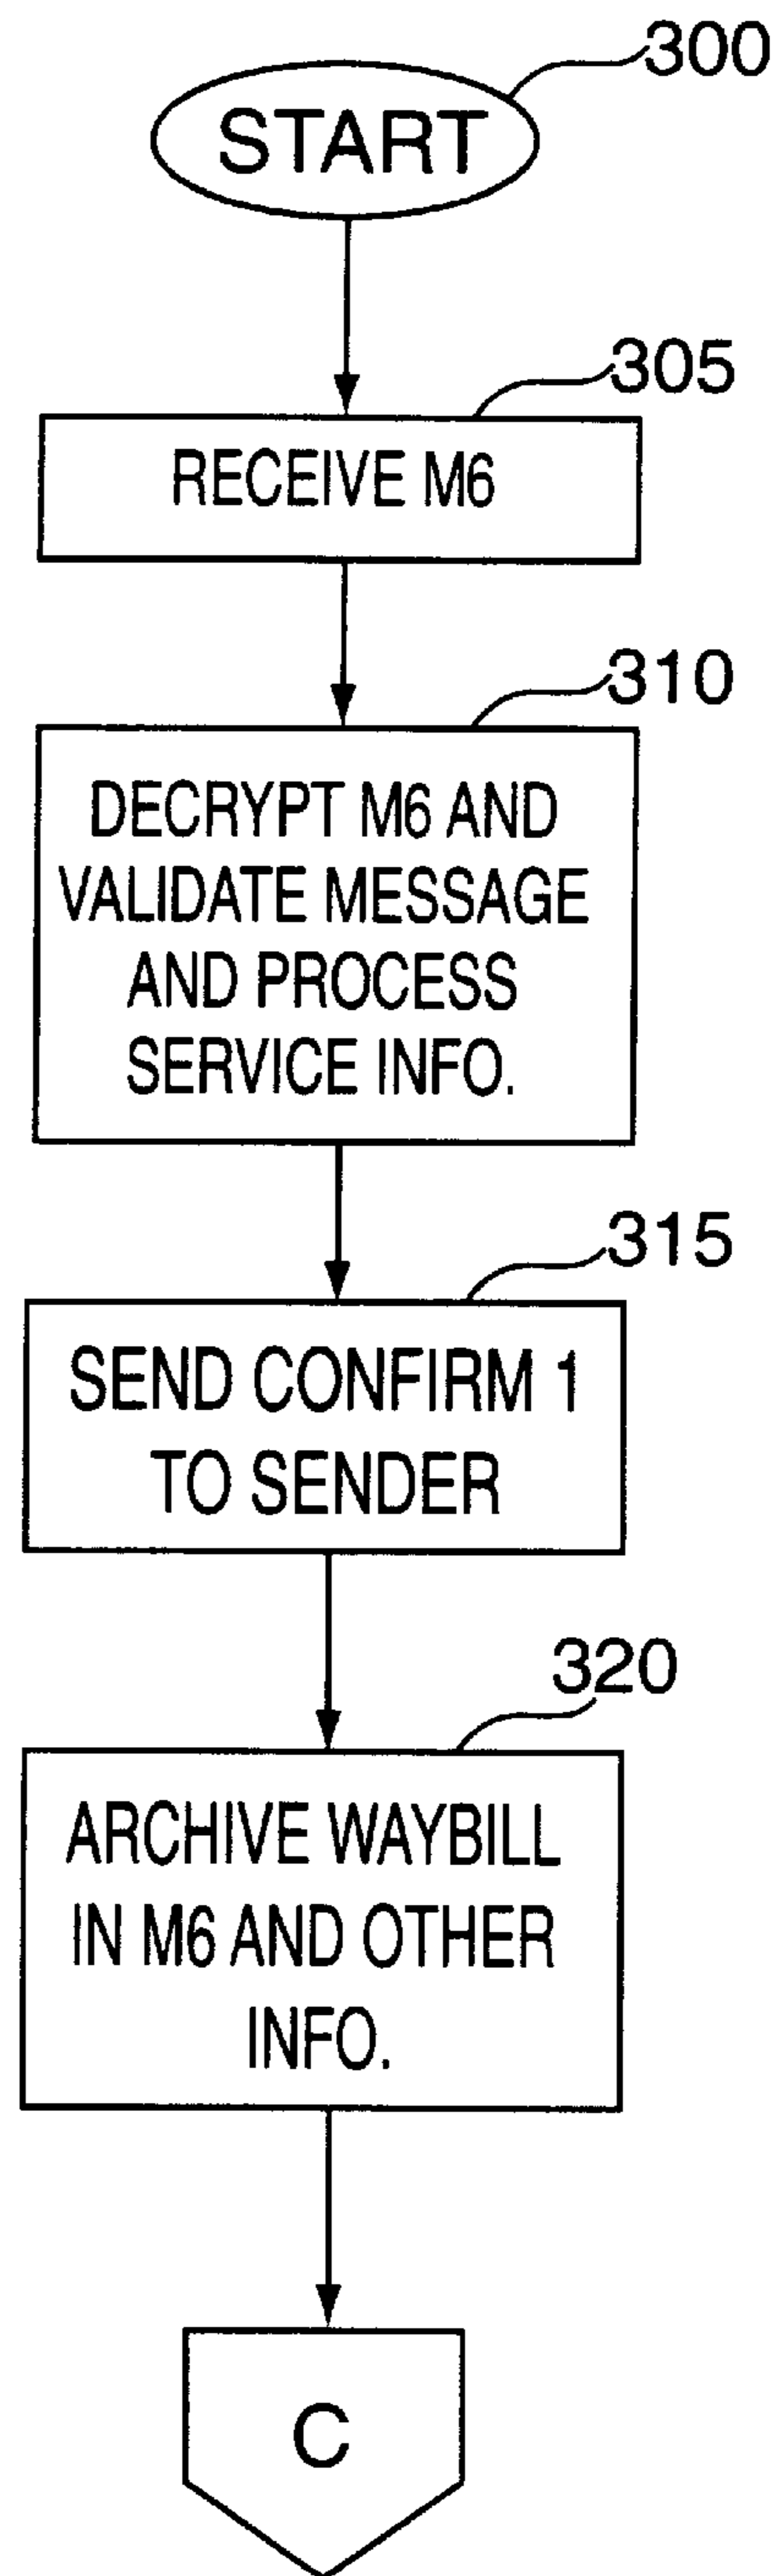 300
START
305
RECEIVE M6
310
DECRYPT M6 AND
VALIDATE MESSAGE
AND PROCESS
SERVICE INFO.
315
SEND CONFIRM 1
TO SENDER
320
ARCHIVE WAYBILL
IN M6 AND OTHER
INFO.
C